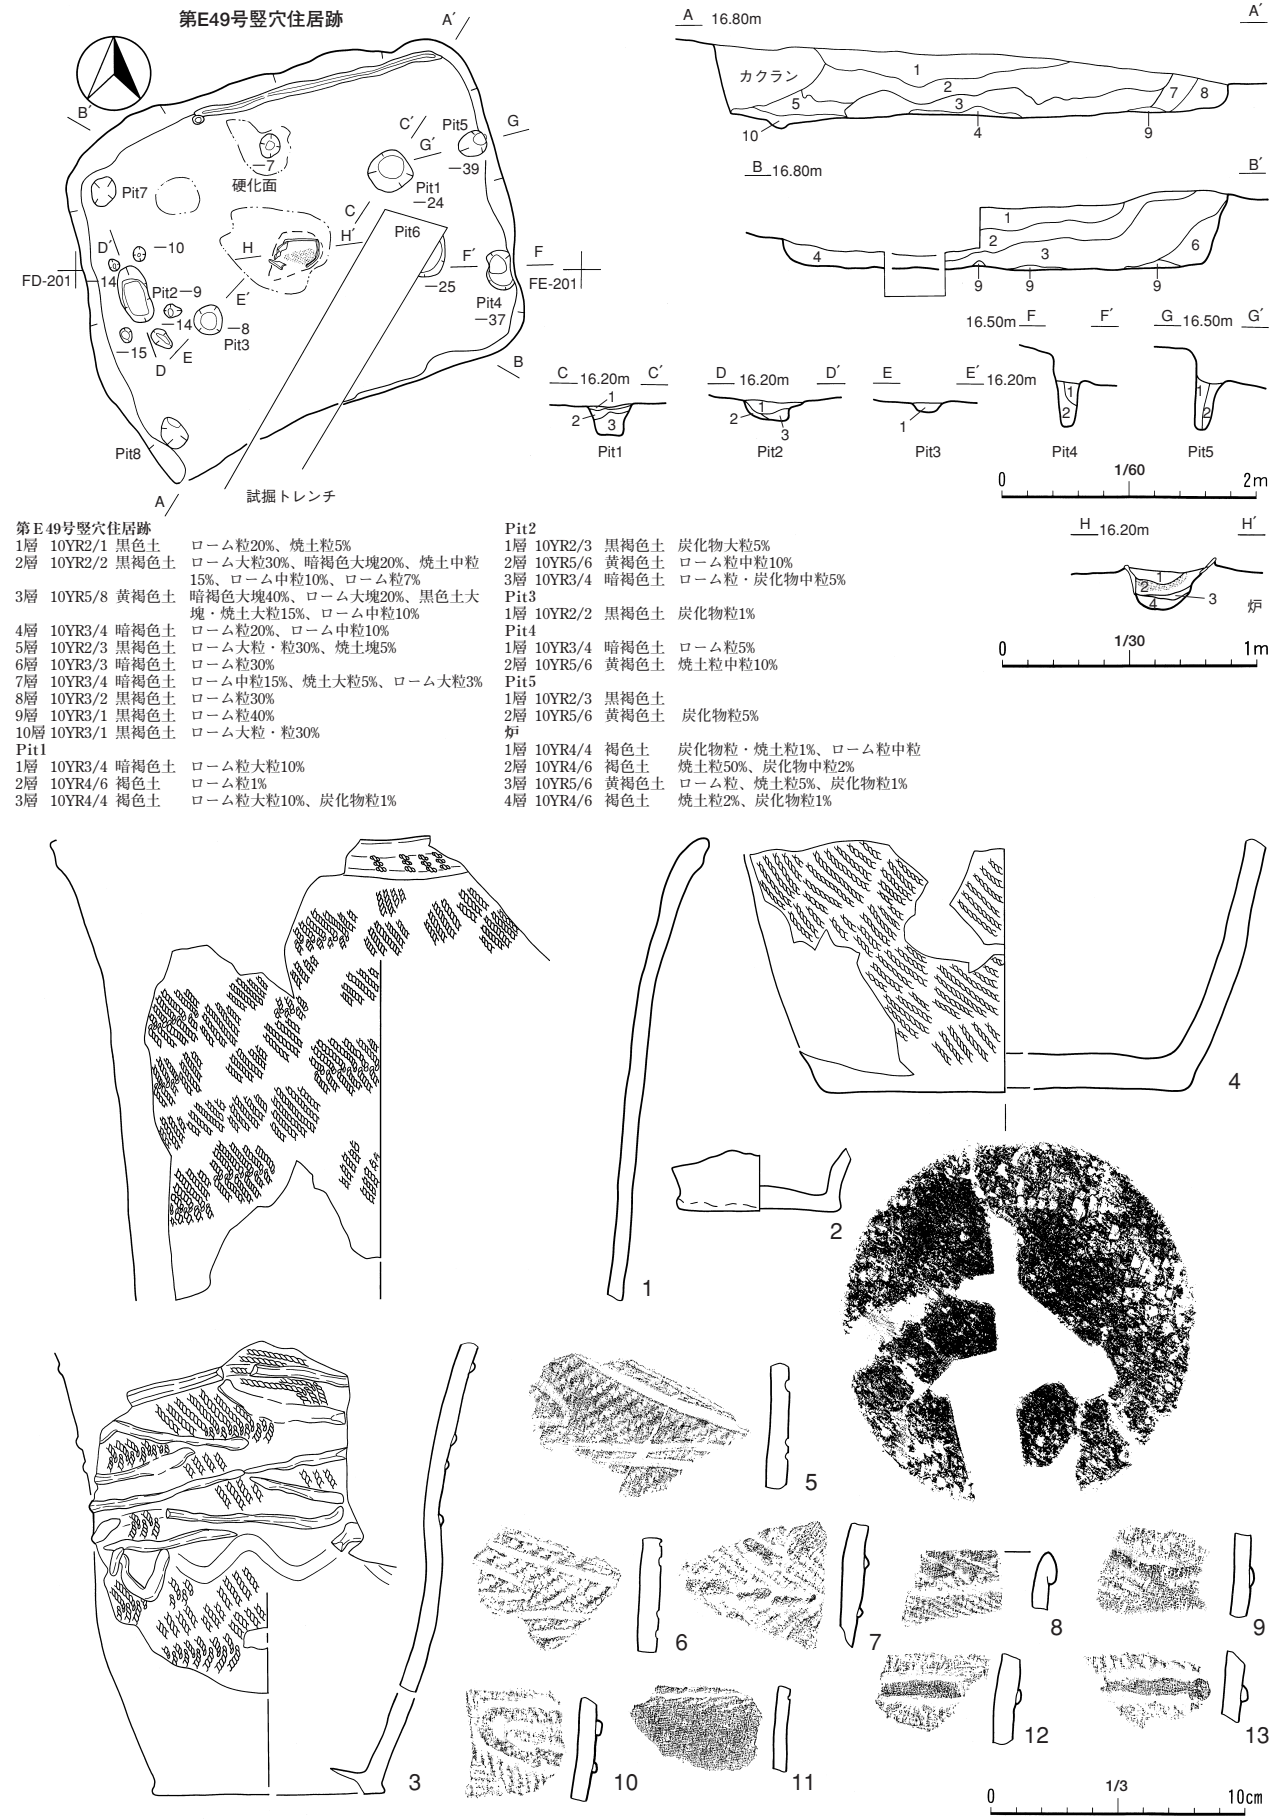 第E49号竪穴住居跡
A´
B´
C´
Pit5
G
G´
−7
−39
硬化面
Pit7
Pit1
−24
C
D´
−10
H
H´
Pit6
F´
F
FD-201
−14
−25
FE-201
Pit2−9
E´
Pit4
−37
−14
−8
Pit3
−15
E
D
B
Pit8
A
試掘トレンチ
A 16.80m A´
カクラン
1
2
3
5
7
8
10
4
9
B 16.80m B´
1
2
3
4
6
9 9 9
16.50m F F´
G 16.50m G´
C 16.20m C´
D 16.20m D´
E E´ 16.20m
1
2
3
Pit1
1
2
3
Pit2
1
Pit3
1
2
Pit4
1
2
Pit5
0 1/60 2m
H 16.20m H´
1
2
3
4
炉
0 1/30 1m
第E49号竪穴住居跡
1層 10YR2/1 黒色土 ローム粒20%、焼土粒5%
2層 10YR2/2 黒褐色土 ローム大粒30%、暗褐色大塊20%、焼土中粒
15%、ローム中粒10%、ローム粒7%
3層 10YR5/8 黄褐色土 暗褐色大塊40%、ローム大塊20%、黒色土大
塊・焼土大粒15%、ローム中粒10%
4層 10YR3/4 暗褐色土 ローム粒20%、ローム中粒10%
5層 10YR2/3 黒褐色土 ローム大粒・粒30%、焼土塊5%
6層 10YR3/3 暗褐色土 ローム粒30%
7層 10YR3/4 暗褐色土 ローム中粒15%、焼土大粒5%、ローム大粒3%
8層 10YR3/2 黒褐色土 ローム粒30%
9層 10YR3/1 黒褐色土 ローム粒40%
10層 10YR3/1 黒褐色土 ローム大粒・粒30%
Pit1
1層 10YR3/4 暗褐色土 ローム粒大粒10%
2層 10YR4/6 褐色土 ローム粒1%
3層 10YR4/4 褐色土 ローム粒大粒10%、炭化物粒1%
Pit2
1層 10YR2/3 黒褐色土 炭化物大粒5%
2層 10YR5/6 黄褐色土 ローム粒中粒10%
3層 10YR3/4 暗褐色土 ローム粒・炭化物中粒5%
Pit3
1層 10YR2/2 黒褐色土 炭化物粒1%
Pit4
1層 10YR3/4 暗褐色土 ローム粒5%
2層 10YR5/6 黄褐色土 焼土粒中粒10%
Pit5
1層 10YR2/3 黒褐色土
2層 10YR5/6 黄褐色土 炭化物粒5%
炉
1層 10YR4/4 褐色土 炭化物粒・焼土粒1%、ローム粒中粒
2層 10YR4/6 褐色土 焼土粒50%、炭化物中粒2%
3層 10YR5/6 黄褐色土 ローム粒、焼土粒5%、炭化物粒1%
4層 10YR4/6 褐色土 焼土粒2%、炭化物粒1%
1
2
4
3
5
6
7
8
9
10
11
12
13
0 1/3 10cm